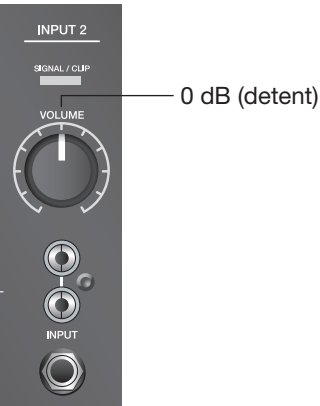 INPUT 2
SIGNAL / CLIP
0 dB (detent)
VOLUME
INPUT